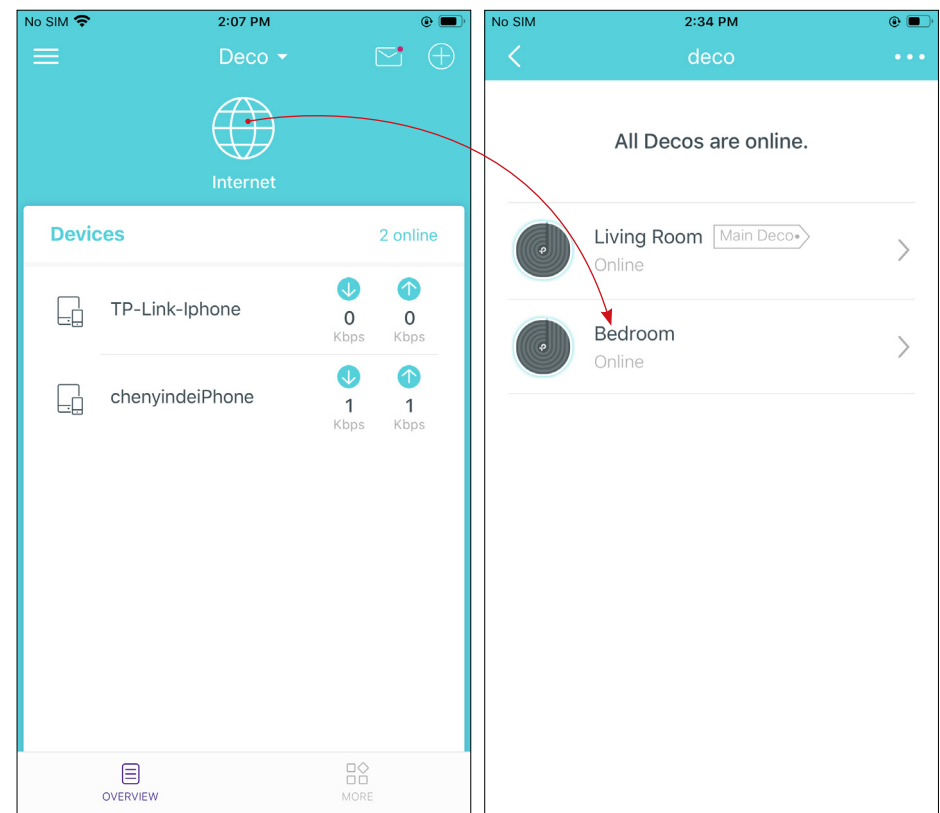 No SIM 2:07 PM
Deco
Internet
Devices 2 online
TP-Link-Iphone
0 0
Kbps Kbps
chenyindeiPhone
1 1
Kbps Kbps
OVERVIEW MORE
No SIM 2:34 PM
deco
All Decos are online.
Living Room Main Deco
Online
Bedroom
Online